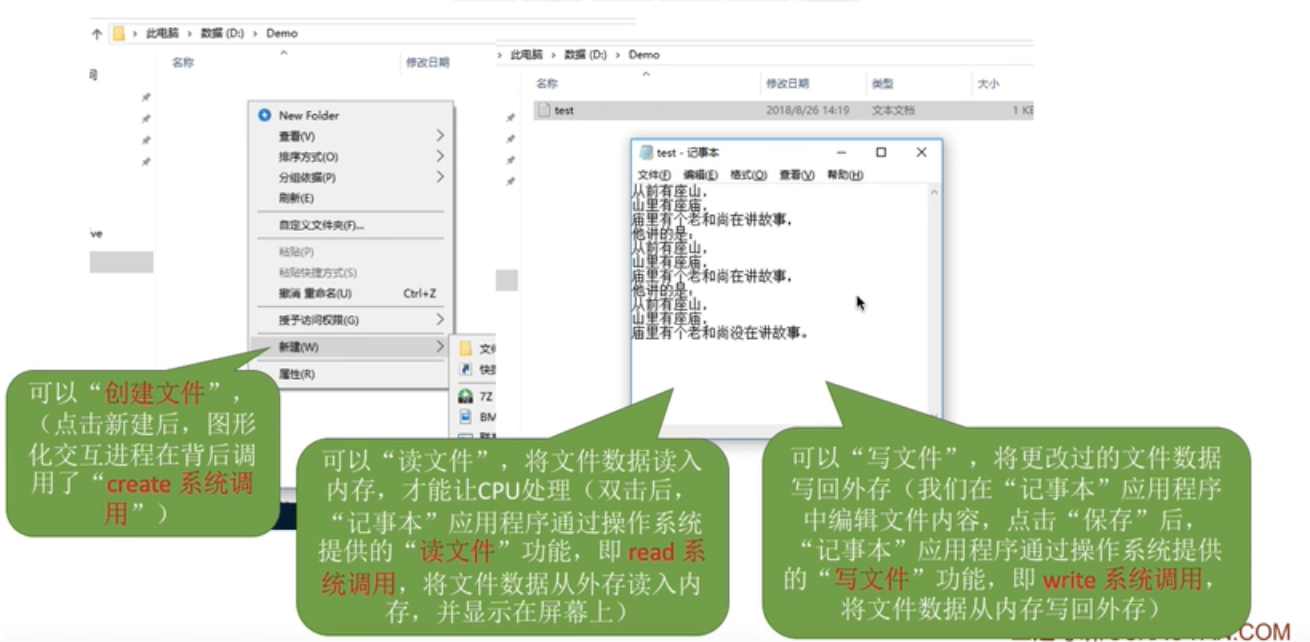 此电脑 › 数据 (D:) › Demo
名称 修改日期
New Folder
查看(V)
排序方式(O)
分组依据(P)
刷新(E)
自定义文件夹(F)...
粘贴(P)
粘贴快捷方式(S)
撤消 重命名(U) Ctrl+Z
授予访问权限(G)
新建(W)
属性(R)
7Z
此电脑 › 数据 (D:) › Demo
名称 修改日期 类型 大小
test 2018/8/26 14:19 文本文档
test - 记事本
文件(F) 编辑(E) 格式(O) 查看(V) 帮助(H)
从前有座山,
山里有座庙,
庙里有个老和尚在讲故事,
他讲的是:
从前有座山,
山里有座庙,
庙里有个老和尚在讲故事,
他讲的是:
从前有座山,
山里有座庙,
庙里有个老和尚没在讲故事。
可以“创建文件”,
(点击新建后，图形
化交互进程在背后调
用了“create 系统调
用”)
可以“读文件”,将文件数据读入
内存，才能让CPU处理（双击后，
“记事本”应用程序通过操作系统
提供的“读文件”功能，即 read 系
统调用，将文件数据从外存读入内
存，并显示在屏幕上）
可以“写文件”,将更改过的文件数据
写回外存（我们在“记事本”应用程序
中编辑文件内容，点击“保存”后，
“记事本”应用程序通过操作系统提供
的“写文件”功能，即 write 系统调用，
将文件数据从内存写回外存）